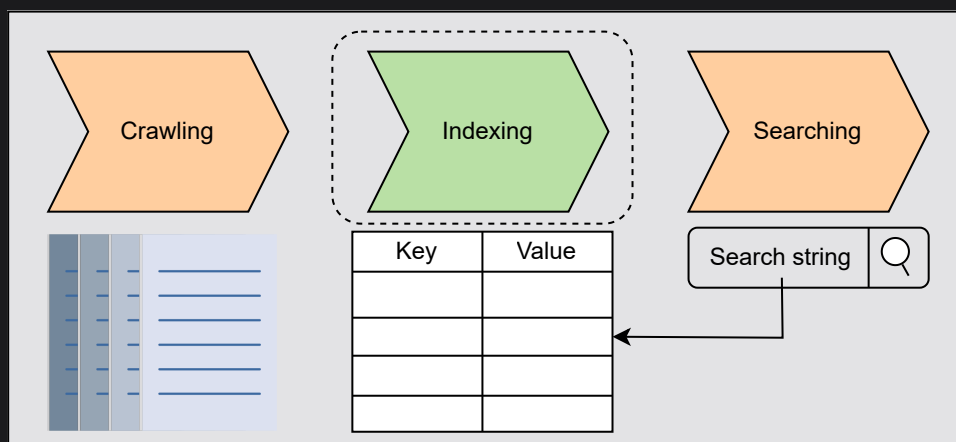 Crawling
Indexing
Searching
Key
Value
Search string